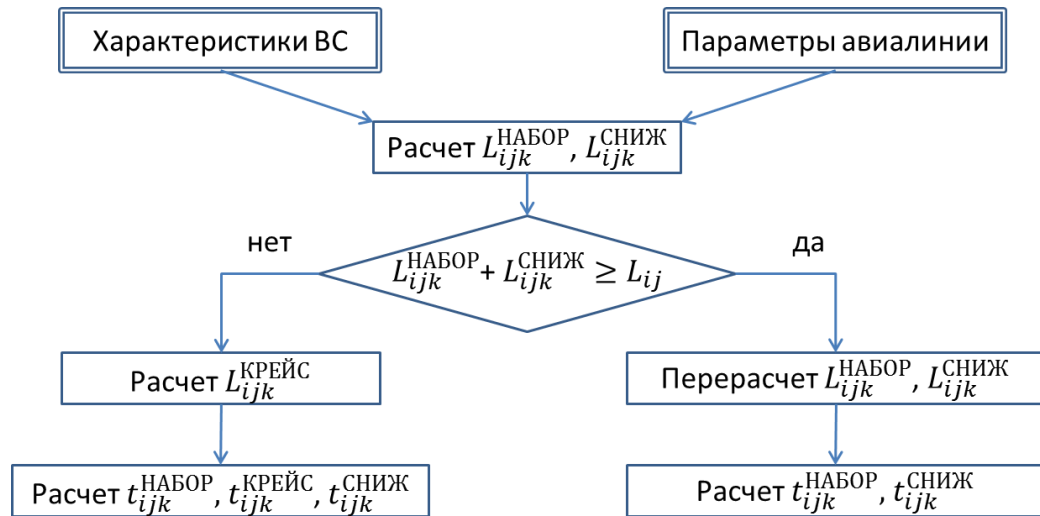 Характеристики ВС
Параметры авиалинии
Расчет $L_{ijk}^{НАБОР}$, $L_{ijk}^{СНИЖ}$
нет
да
$L_{ijk}^{НАБОР} + L_{ijk}^{СНИЖ} \geq L_{ij}$
Расчет $L_{ijk}^{КРЕЙС}$
Перерасчет $L_{ijk}^{НАБОР}$, $L_{ijk}^{СНИЖ}$
Расчет $t_{ijk}^{НАБОР}$, $t_{ijk}^{КРЕЙС}$, $t_{ijk}^{СНИЖ}$
Расчет $t_{ijk}^{НАБОР}$, $t_{ijk}^{СНИЖ}$